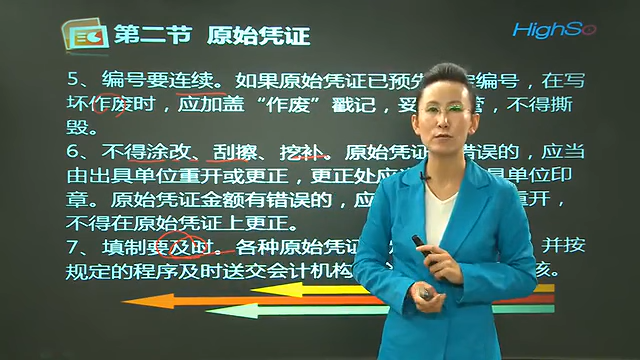 第二节 原始凭证
HighSo
5、编号要连续。如果原始凭证已预先 编号，在写
坏作废时，应加盖“作废”戳记，妥 管，不得撕
毁。
6、不得涂改、刮擦、挖补。原始凭证 错误的，应当
由出具单位重开或更正，更正处应 具单位印
章。原始凭证金额有错误的，应 重开，
不得在原始凭证上更正。
7、填制要及时。各种原始凭证 并按
规定的程序及时送交会计机构 核。